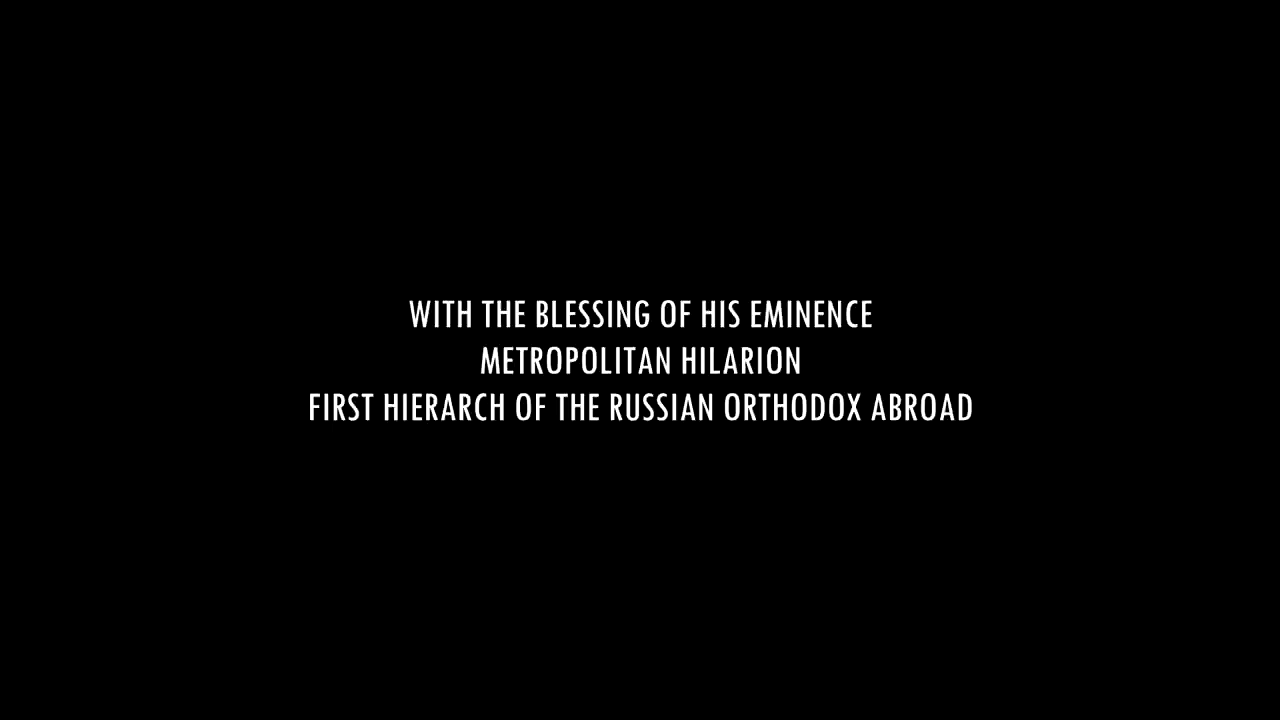 WITH THE BLESSING OF HIS EMINENCE
METROPOLITAN HILARION
FIRST HIERARCH OF THE RUSSIAN ORTHODOX ABROAD